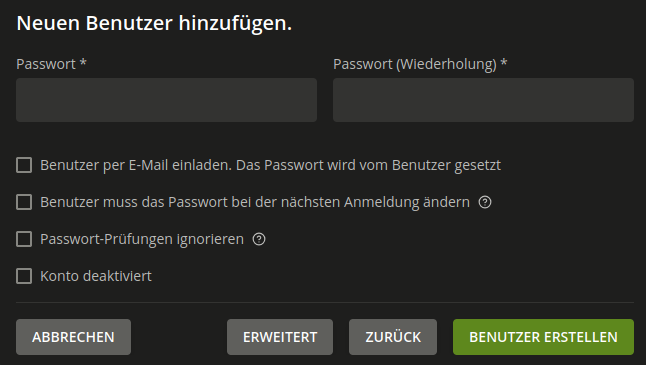 Neuen Benutzer hinzufügen.
Passwort * Passwort (Wiederholung) *
Benutzer per E-Mail einladen. Das Passwort wird vom Benutzer gesetzt
Benutzer muss das Passwort bei der nächsten Anmeldung ändern ?
Passwort-Prüfungen ignorieren ?
Konto deaktiviert
ABBRECHEN ERWEITERT ZURÜCK BENUTZER ERSTELLEN